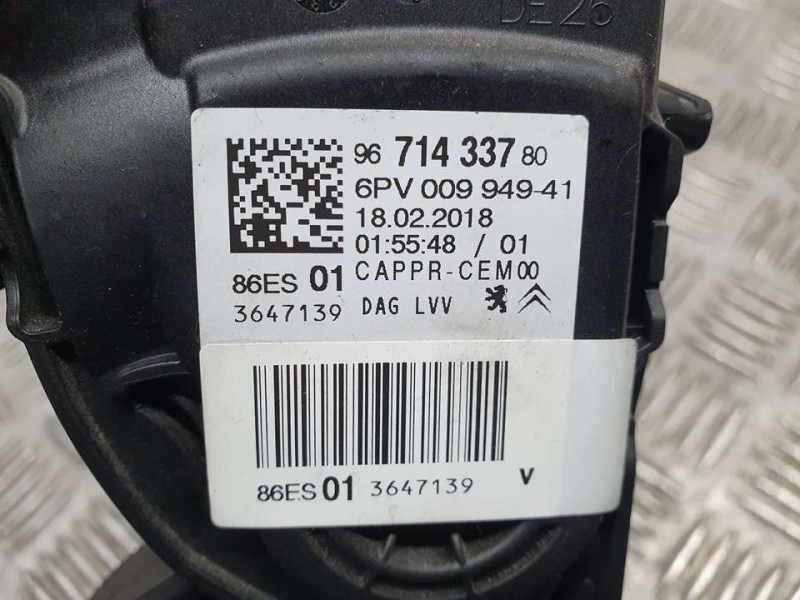 DE26
96 714 337 80
6PV 009 949-41
18.02.2018
01:55:48 / 01
86ES 01 CAPPR-CEM00
3647139 DAG LVV
86ES 01 3647139 V